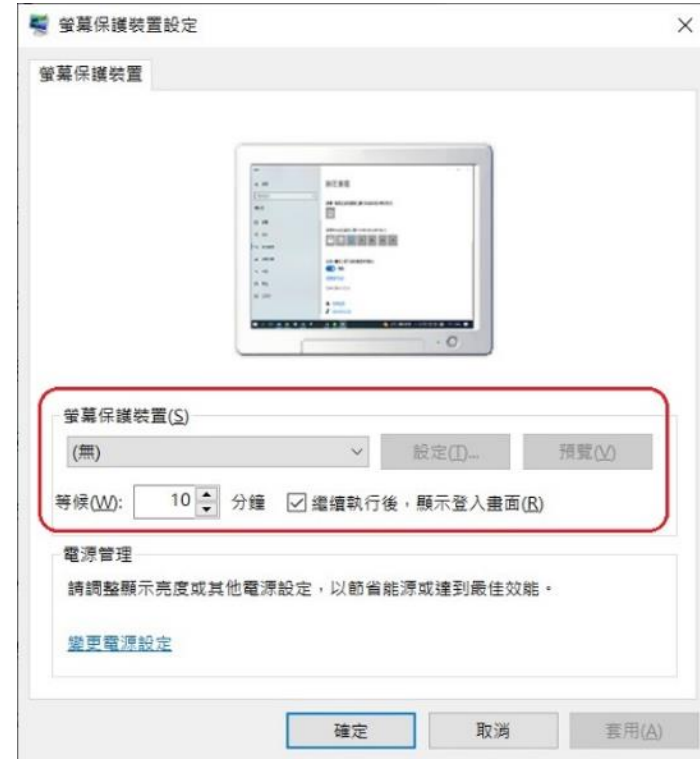 螢幕保護裝置設定
螢幕保護裝置
螢幕保護裝置(S)
(無)
設定(T)...
預覽(V)
等候(W): 10 分鐘 繼續執行後，顯示登入畫面(R)
電源管理
請調整顯示亮度或其他電源設定，以節省能源或達到最佳效能。
變更電源設定
確定 取消 套用(A)